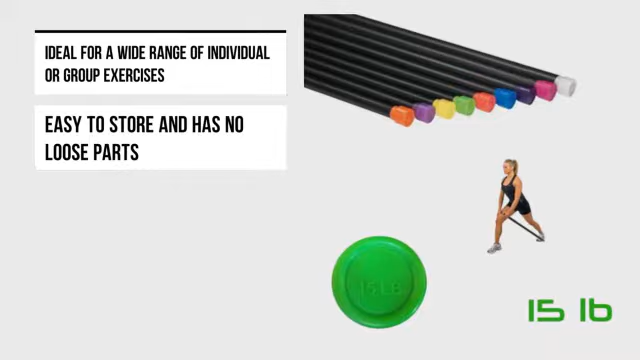 IDEAL FOR A WIDE RANGE OF INDIVIDUAL
OR GROUP EXERCISES
EASY TO STORE AND HAS NO
LOOSE PARTS
15 LB
15 lb